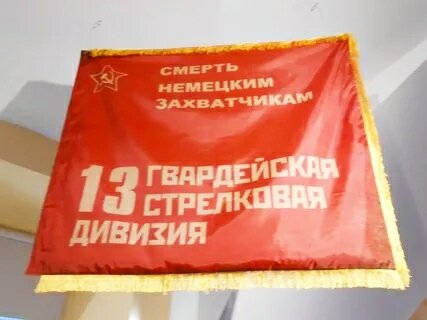 СМЕРТЬ
НЕМЕЦКИМ
ЗАХВАТЧИКАМ
13 ГВАРДЕЙСКАЯ
СТРЕЛКОВАЯ
ДИВИЗИЯ